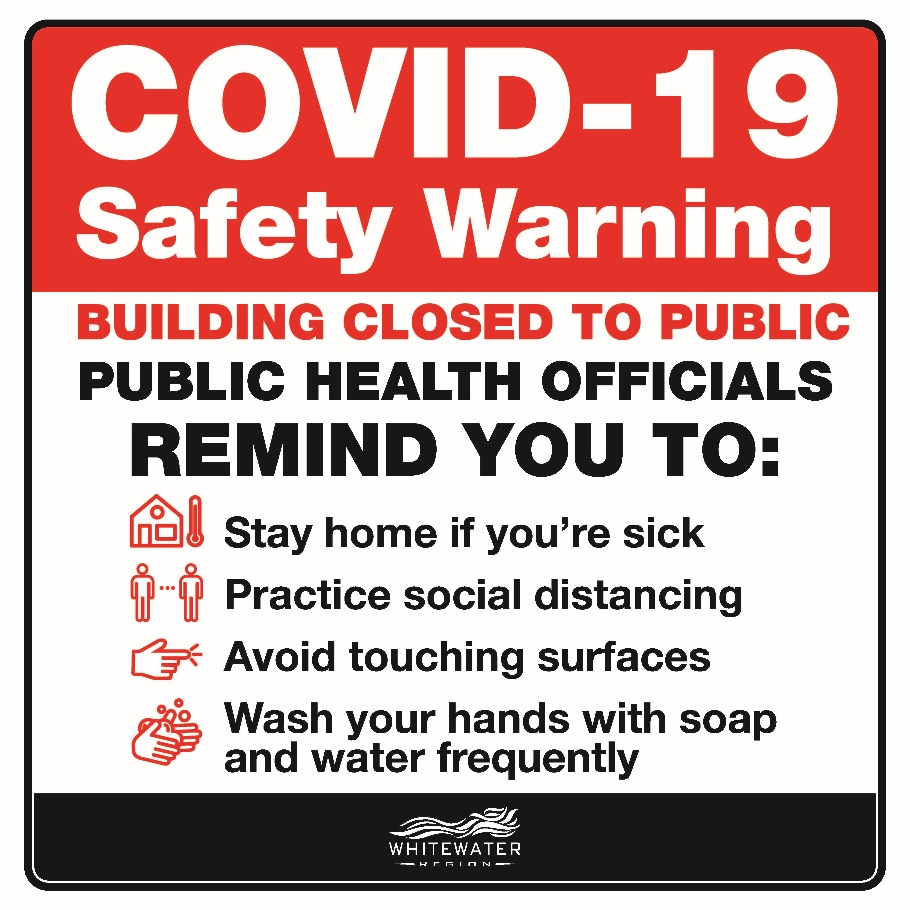 COVID-19
Safety Warning
BUILDING CLOSED TO PUBLIC
PUBLIC HEALTH OFFICIALS
REMIND YOU TO:
Stay home if you're sick
Practice social distancing
Avoid touching surfaces
Wash your hands with soap
and water frequently
WHITEWATER
REGION